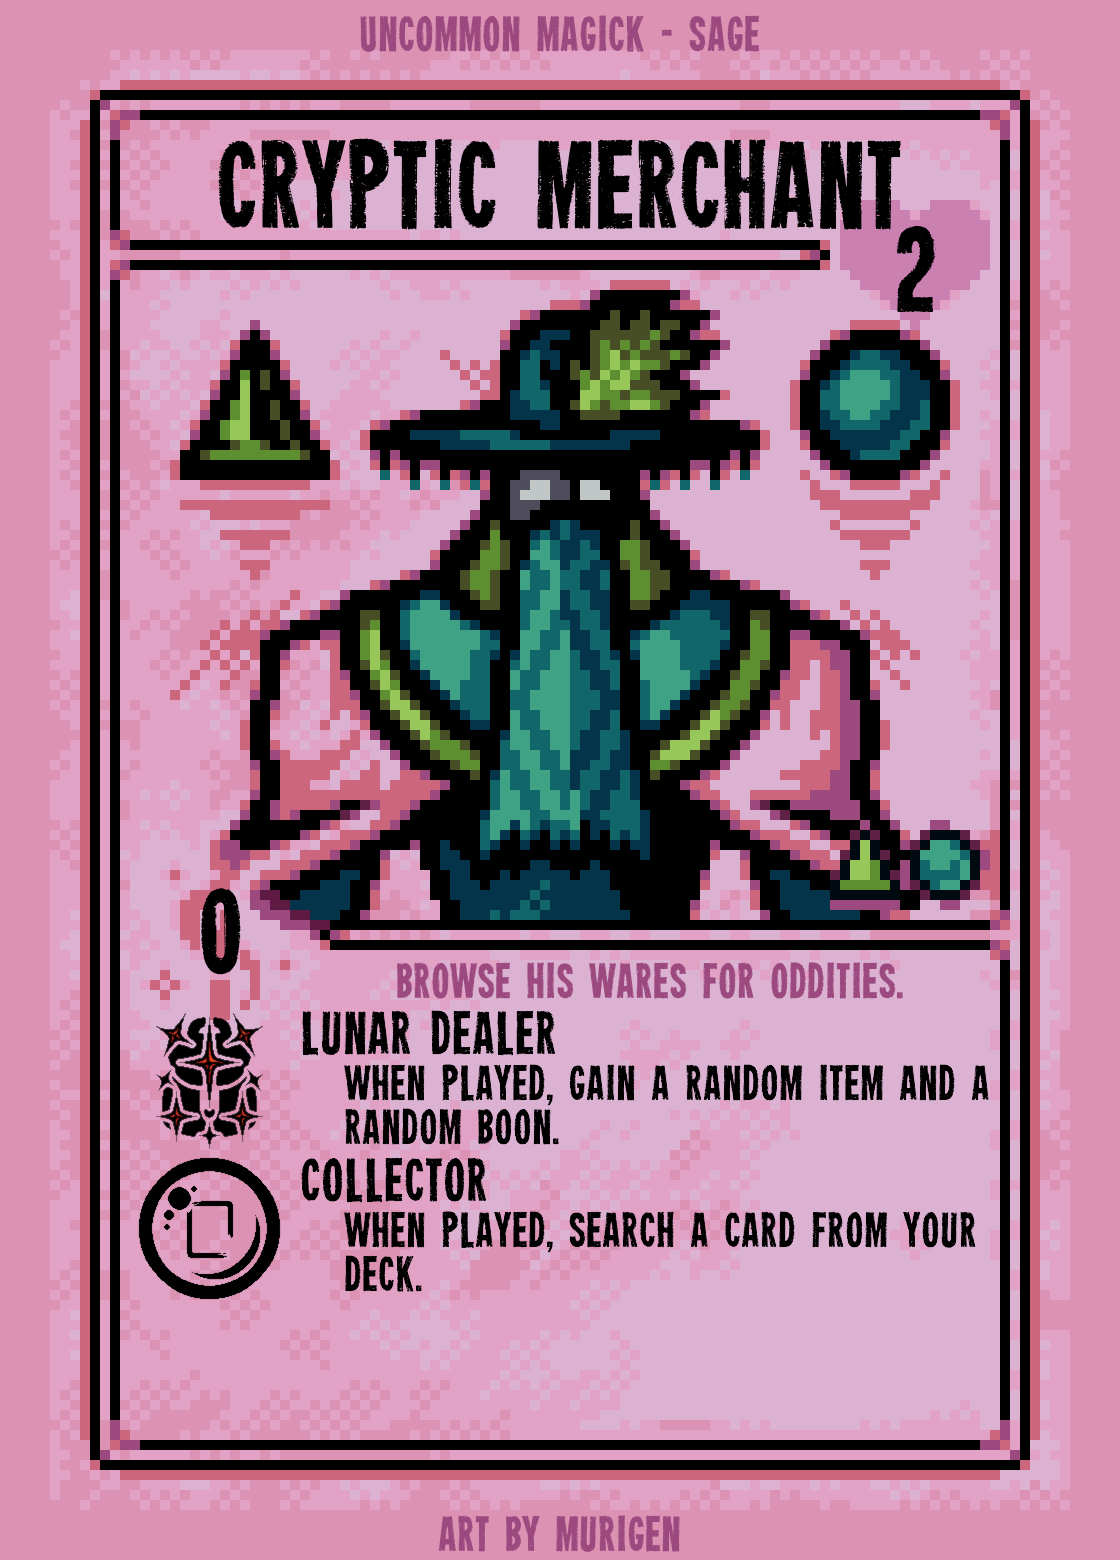 UNCOMMON MAGICK - SAGE
CRYPTIC MERCHANT
2
0
BROWSE HIS WARES FOR ODDITIES.
LUNAR DEALER
WHEN PLAYED, GAIN A RANDOM ITEM AND A
RANDOM BOON.
COLLECTOR
WHEN PLAYED, SEARCH A CARD FROM YOUR
DECK.
ART BY MURIGEN